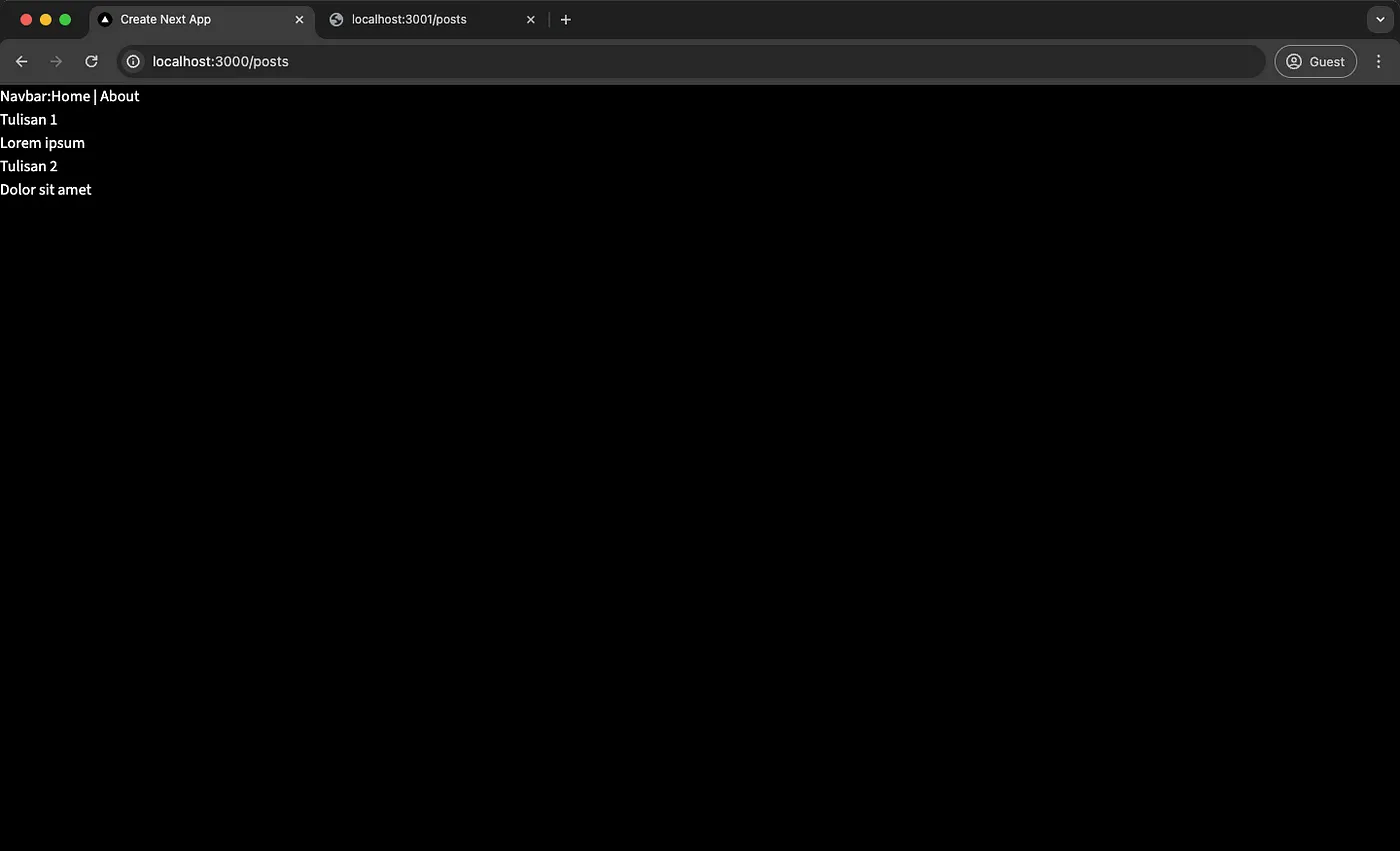 Create Next App
localhost:3001/posts
localhost:3000/posts
Guest
Navbar:Home | About
Tulisan 1
Lorem ipsum
Tulisan 2
Dolor sit amet